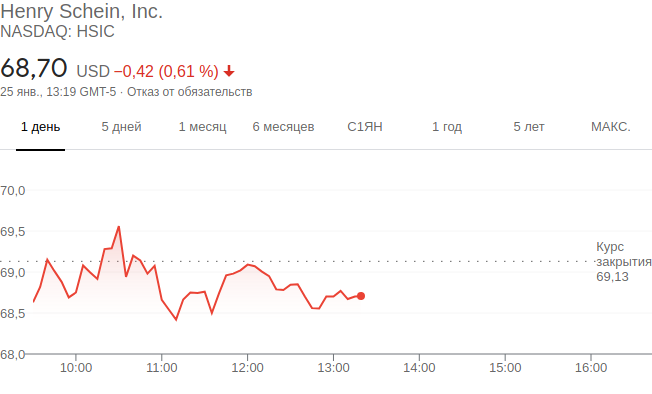 Henry Schein, Inc.
NASDAQ: HSIC
68,70 USD −0,42 (0,61 %)
25 янв., 13:19 GMT-5 · Отказ от обязательств
1 день 5 дней 1 месяц 6 месяцев С1ЯН 1 год 5 лет МАКС.
70,0
69,5
Курс
закрытия
69,13
69,0
68,5
68,0
10:00 11:00 12:00 13:00 14:00 15:00 16:00